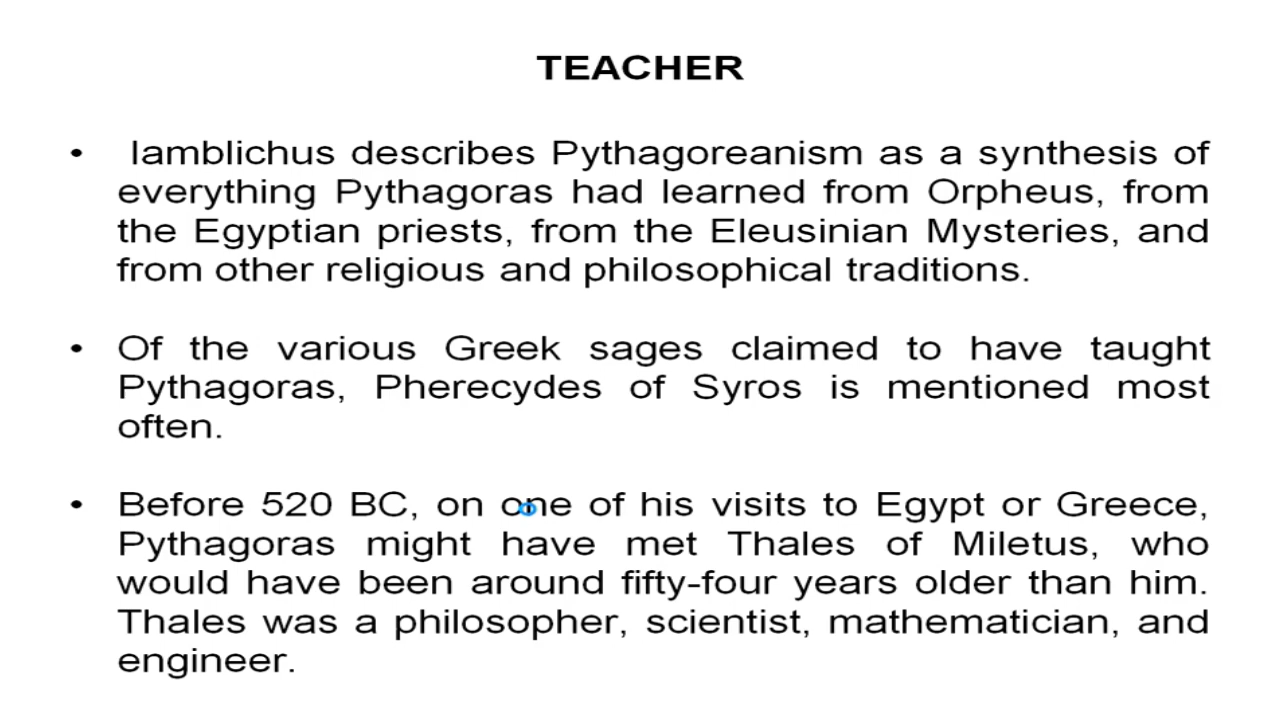 TEACHER
• Iamblichus describes Pythagoreanism as a synthesis of
everything Pythagoras had learned from Orpheus, from
the Egyptian priests, from the Eleusinian Mysteries, and
from other religious and philosophical traditions.
• Of the various Greek sages claimed to have taught
Pythagoras, Pherecydes of Syros is mentioned most
often.
• Before 520 BC, on one of his visits to Egypt or Greece,
Pythagoras might have met Thales of Miletus, who
would have been around fifty-four years older than him.
Thales was a philosopher, scientist, mathematician, and
engineer.